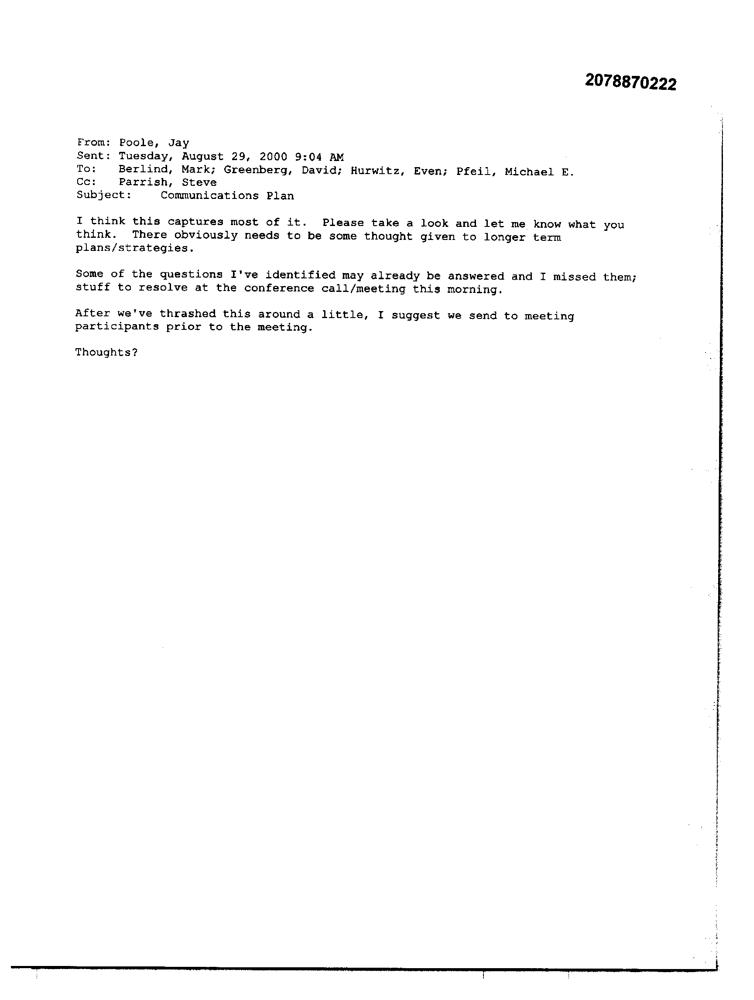 2078870222
From: Poole, Jay
Sent: Tuesday, August 29, 2000 9:04 AM
To: Berlind, Mark; Greenberg, David; Hurwitz, Even; Pfeil, Michael E.
Cc: Parrish, Steve
Subject: Communications Plan
I think this captures most of it. Please take a look and let me know what you
think. There obviously needs to be some thought given to longer term
plans/strategies.
Some of the questions I've identified may already be answered and I missed them;
stuff to resolve at the conference call/meeting this morning.
After we've thrashed this around a little, I suggest we send to meeting
participants prior to the meeting.
Thoughts?